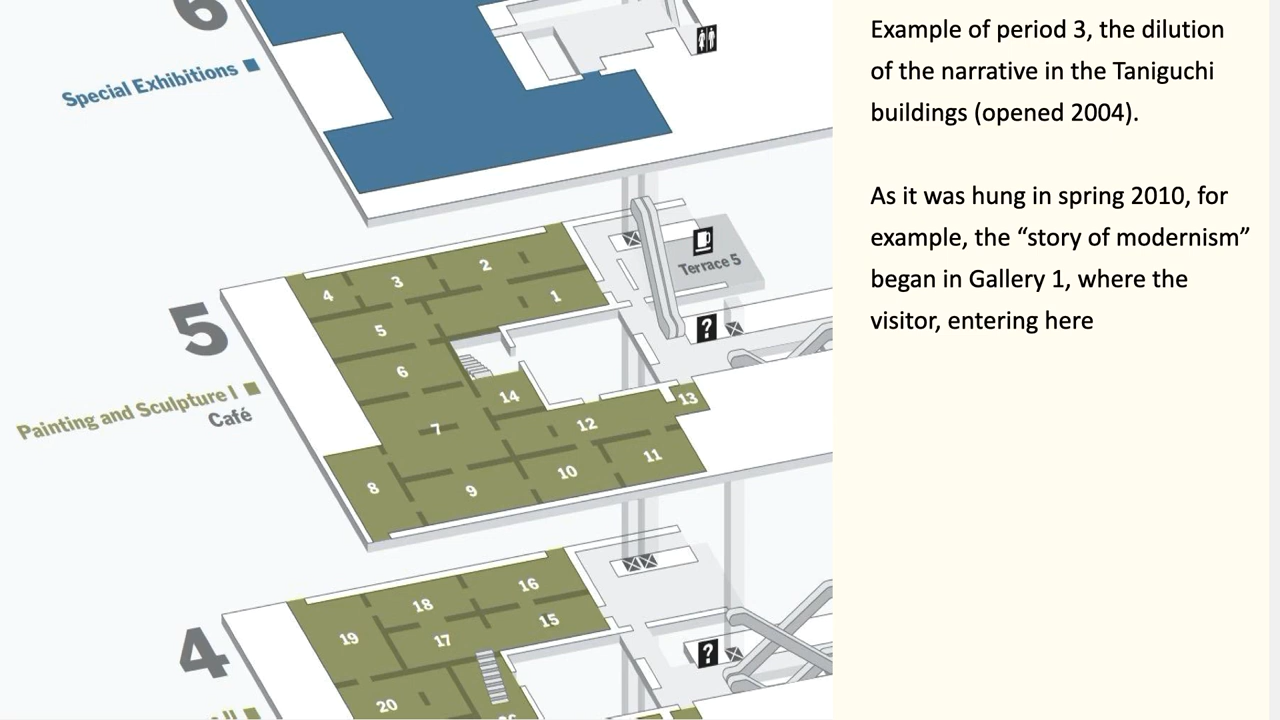 6
Special Exhibitions
Example of period 3, the dilution
of the narrative in the Taniguchi
buildings (opened 2004).
As it was hung in spring 2010, for
example, the “story of modernism”
began in Gallery 1, where the
visitor, entering here
5
Painting and Sculpture I
Café
Terrace 5
?
1
2
3
4
5
6
7
8
9
10
11
12
13
14
4
?
15
16
17
18
19
20